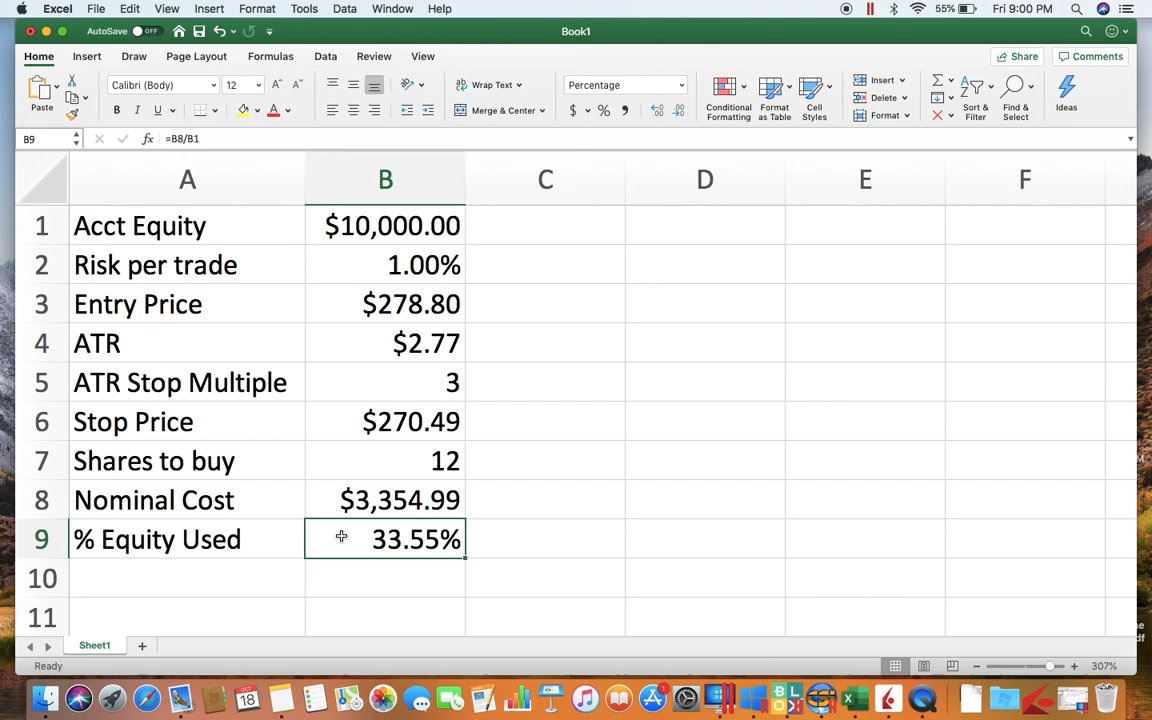 Excel File Edit View Insert Format Tools Data Window Help 55% Fri 9:00 PM
AutoSave OFF Book1
Home Insert Draw Page Layout Formulas Data Review View Share Comments
Paste Calibri (Body) 12 Wrap Text Percentage Conditional Formatting Format as Table Cell Styles Insert Sort & Filter Find & Select Ideas
B I U Merge & Center $ % Delete
Format
B9 fx =B8/B1
A B C D E F
1 Acct Equity $10,000.00
2 Risk per trade 1.00%
3 Entry Price $278.80
4 ATR $2.77
5 ATR Stop Multiple 3
6 Stop Price $270.49
7 Shares to buy 12
8 Nominal Cost $3,354.99
9 % Equity Used 33.55%
10
11
Sheet1
Ready 307%
OCT
18